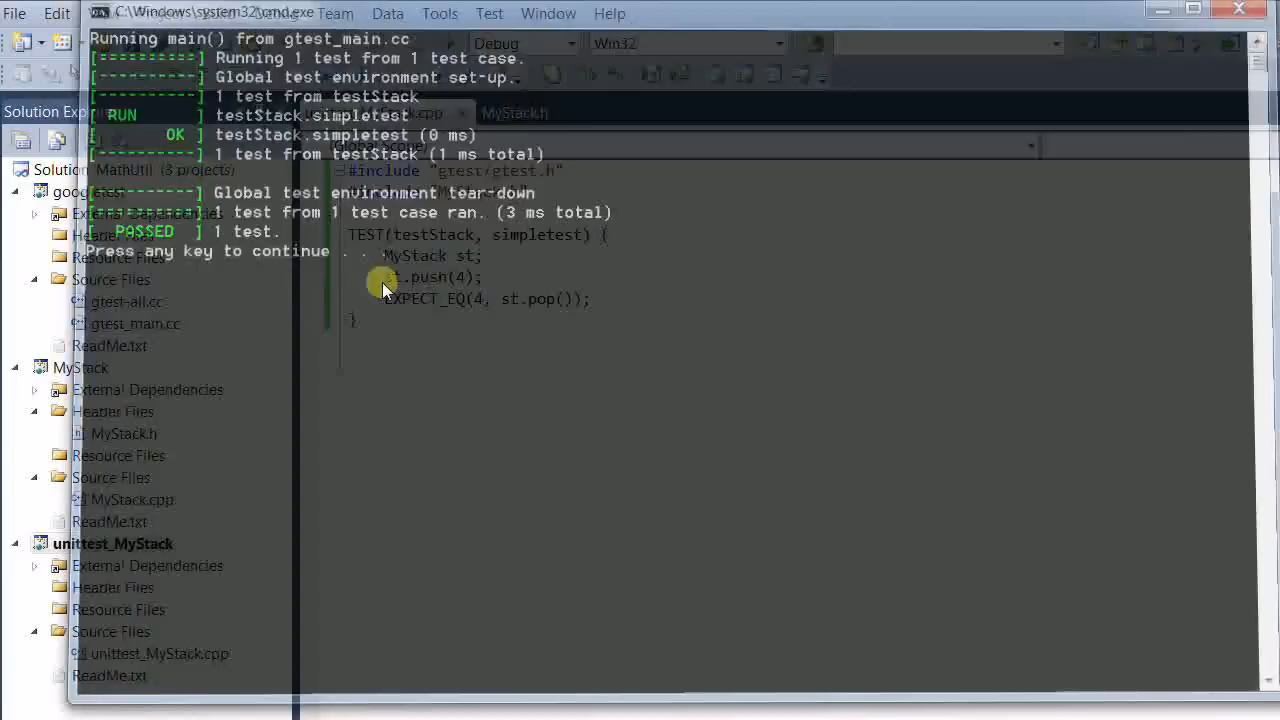 C:\Windows\system32\cmd.exe
File Edit Team Data Tools Test Window Help
Debug Win32
Running main() from gtest_main.cc
[==========] Running 1 test from 1 test case.
[----------] Global test environment set-up.
[----------] 1 test from testStack
[ RUN      ] testStack.simpletest
[       OK ] testStack.simpletest (0 ms)
[----------] 1 test from testStack (1 ms total)
[----------] Global test environment tear-down
1 test from 1 test case ran. (3 ms total)
[  PASSED  ] 1 test.
Press any key to continue . . .
Solution
MyStack.h
#include "gtest/gtest.h"
TEST(testStack, simpletest) {
MyStack st;
st.push(4);
EXPECT_EQ(4, st.pop());
}
Solution MathUtil (3 projects)
External Dependencies
Header Files
Resource Files
Source Files
gtest-all.cc
gtest_main.cc
ReadMe.txt
MyStack
External Dependencies
Header Files
MyStack.h
Resource Files
Source Files
MyStack.cpp
ReadMe.txt
unittest_MyStack
External Dependencies
Header Files
Resource Files
Source Files
unittest_MyStack.cpp
ReadMe.txt